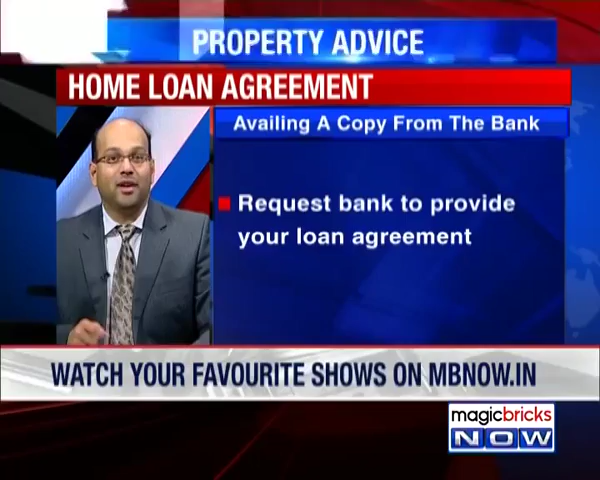 PROPERTY ADVICE
HOME LOAN AGREEMENT
Availing A Copy From The Bank
Request bank to provide
your loan agreement
WATCH YOUR FAVOURITE SHOWS ON MBNOW.IN
magicbricks
NOW